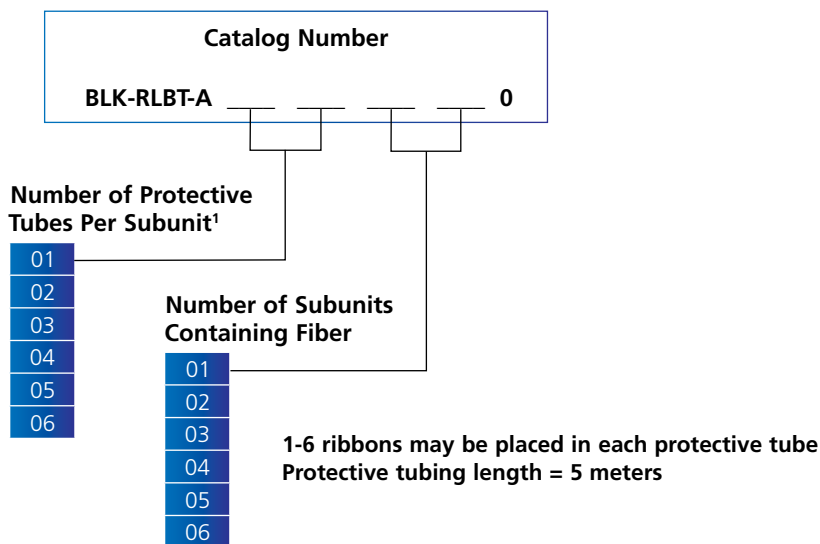 Catalog Number
BLK-RLBT-A ___ ___ ___ ___ 0
Number of Protective
Tubes Per Subunit¹
01
02
03
04
05
06
Number of Subunits
Containing Fiber
01
02
03
04
05
06
1-6 ribbons may be placed in each protective tube
Protective tubing length = 5 meters